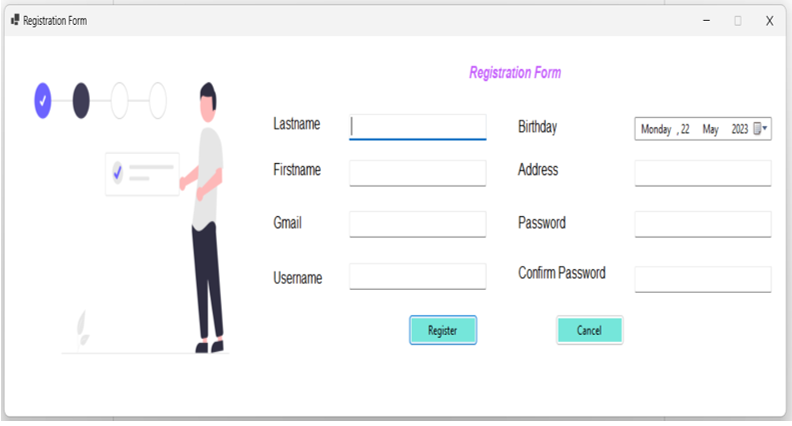 Registration Form
Registration Form
Lastname
Birthday
Monday , 22 May 2023
Firstname
Address
Gmail
Password
Username
Confirm Password
Register
Cancel